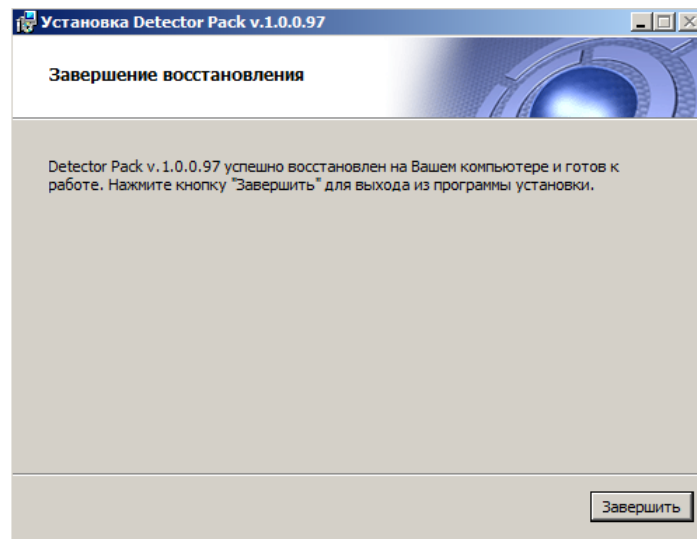 Установка Detector Pack v.1.0.0.97
Завершение восстановления
Detector Pack v.1.0.0.97 успешно восстановлен на Вашем компьютере и готов к
работе. Нажмите кнопку "Завершить" для выхода из программы установки.
Завершить